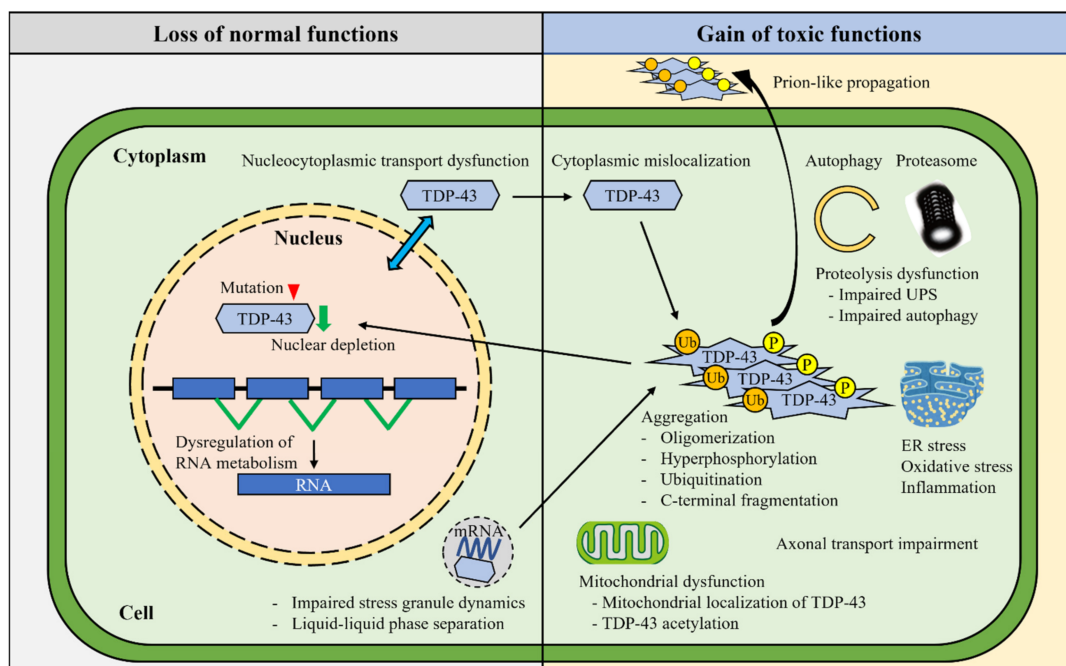 Loss of normal functions
Gain of toxic functions
Prion-like propagation
Cytoplasm
Nucleocytoplasmic transport dysfunction
Cytoplasmic mislocalization
Autophagy
Proteasome
TDP-43
TDP-43
Nucleus
Mutation
TDP-43
Nuclear depletion
Proteolysis dysfunction
- Impaired UPS
- Impaired autophagy
Ub
P
TDP-43
Ub
P
TDP-43
Ub
P
TDP-43
Dysregulation of
RNA metabolism
RNA
Aggregation
- Oligomerization
- Hyperphosphorylation
- Ubiquitination
- C-terminal fragmentation
ER stress
Oxidative stress
Inflammation
mRNA
Axonal transport impairment
Mitochondrial dysfunction
- Mitochondrial localization of TDP-43
- TDP-43 acetylation
Cell
- Impaired stress granule dynamics
- Liquid-liquid phase separation